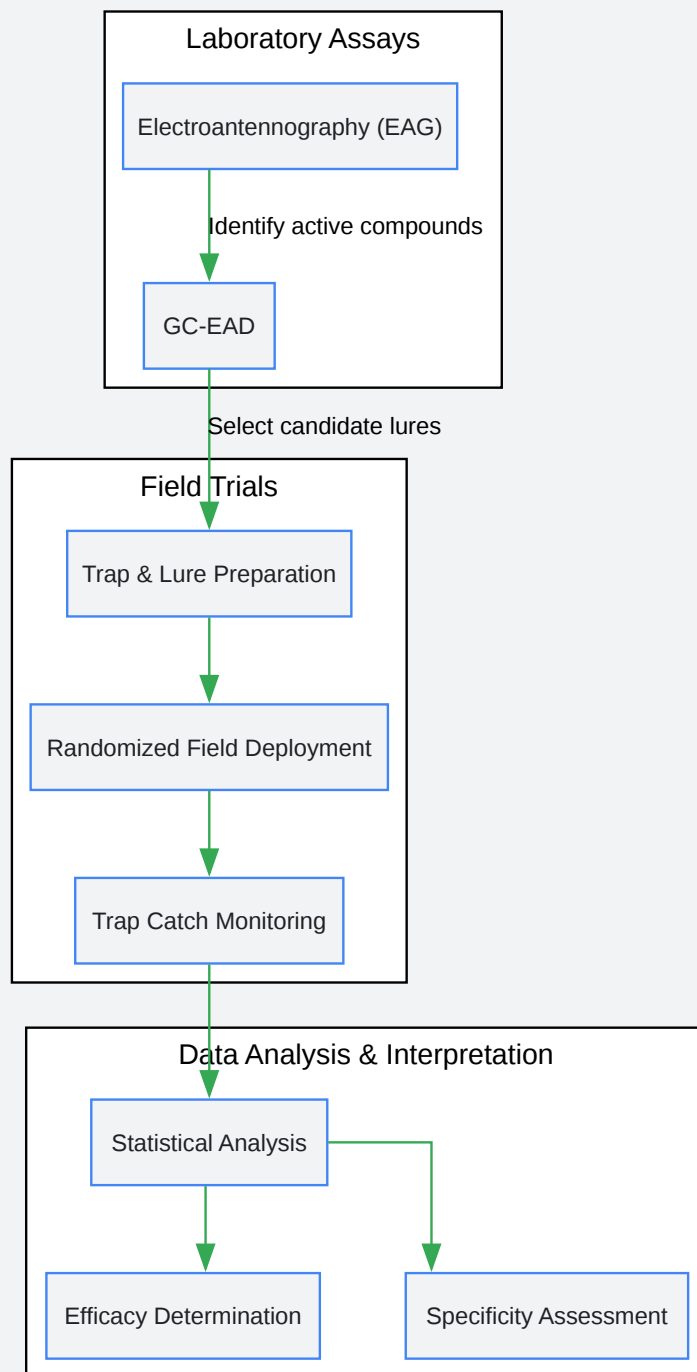 Laboratory Assays
Electroantennography (EAG)
Identify active compounds
GC-EAD
Select candidate lures
Field Trials
Trap & Lure Preparation
Randomized Field Deployment
Trap Catch Monitoring
Data Analysis & Interpretation
Statistical Analysis
Efficacy Determination
Specificity Assessment